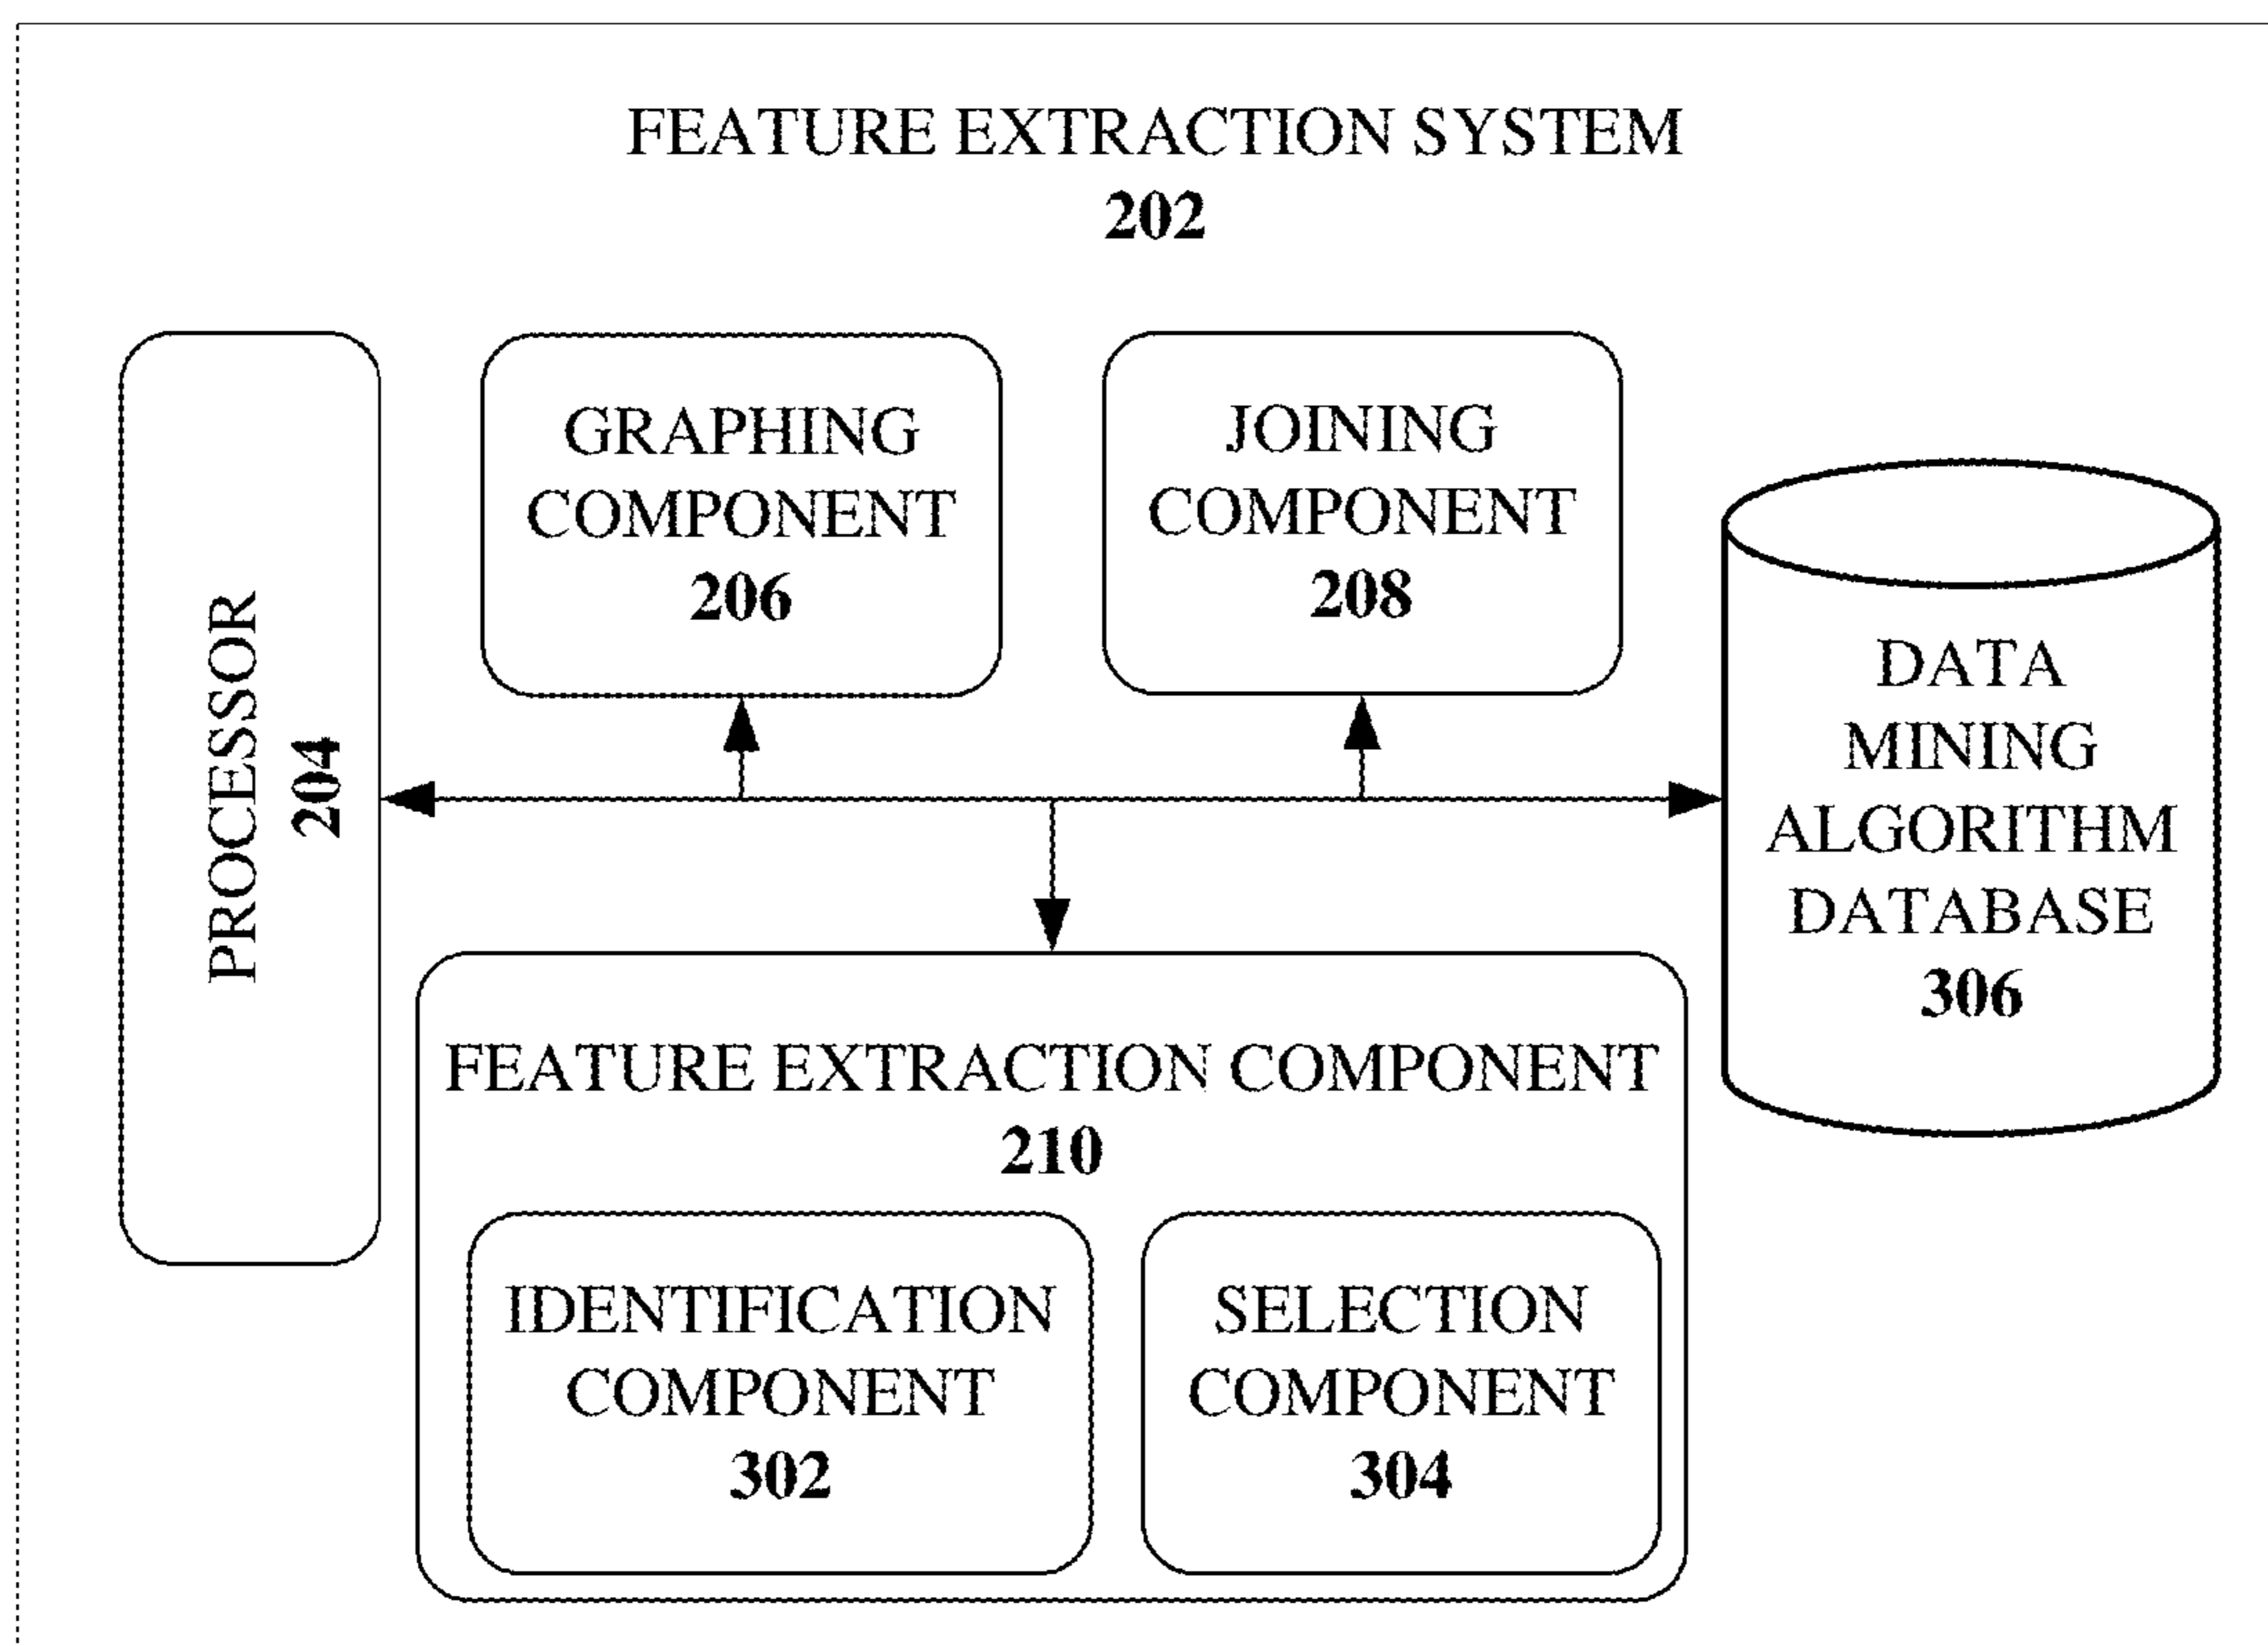 FEATURE EXTRACTION SYSTEM
202
PROCESSOR
204
GRAPHING
COMPONENT
206
JOINING
COMPONENT
208
DATA
MINING
ALGORITHM
DATABASE
306
FEATURE EXTRACTION COMPONENT
210
IDENTIFICATION
COMPONENT
302
SELECTION
COMPONENT
304